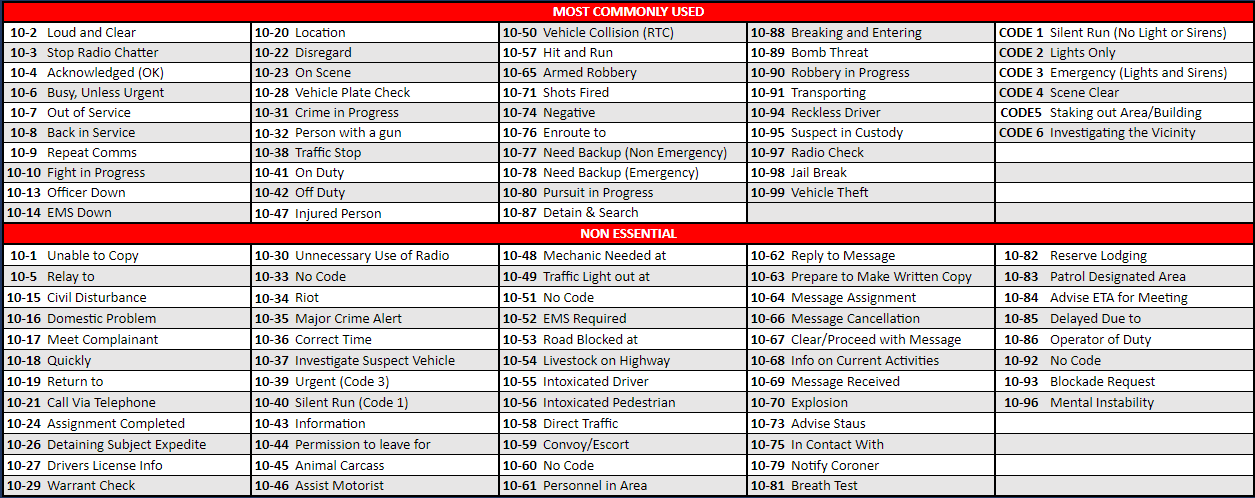 MOST COMMONLY USED
10-2 Loud and Clear
10-3 Stop Radio Chatter
10-4 Acknowledged (OK)
10-6 Busy, Unless Urgent
10-7 Out of Service
10-8 Back in Service
10-9 Repeat Comms
10-10 Fight in Progress
10-13 Officer Down
10-14 EMS Down
10-20 Location
10-22 Disregard
10-23 On Scene
10-28 Vehicle Plate Check
10-31 Crime in Progress
10-32 Person with a gun
10-38 Traffic Stop
10-41 On Duty
10-42 Off Duty
10-47 Injured Person
10-50 Vehicle Collision (RTC)
10-57 Hit and Run
10-65 Armed Robbery
10-71 Shots Fired
10-74 Negative
10-76 Enroute to
10-77 Need Backup (Non Emergency)
10-78 Need Backup (Emergency)
10-80 Pursuit in Progress
10-87 Detain & Search
10-88 Breaking and Entering
10-89 Bomb Threat
10-90 Robbery in Progress
10-91 Transporting
10-94 Reckless Driver
10-95 Suspect in Custody
10-97 Radio Check
10-98 Jail Break
10-99 Vehicle Theft
CODE 1 Silent Run (No Light or Sirens)
CODE 2 Lights Only
CODE 3 Emergency (Lights and Sirens)
CODE 4 Scene Clear
CODE5 Staking out Area/Building
CODE 6 Investigating the Vicinity
NON ESSENTIAL
10-1 Unable to Copy
10-5 Relay to
10-15 Civil Disturbance
10-16 Domestic Problem
10-17 Meet Complainant
10-18 Quickly
10-19 Return to
10-21 Call Via Telephone
10-24 Assignment Completed
10-26 Detaining Subject Expedite
10-27 Drivers License Info
10-29 Warrant Check
10-30 Unnecessary Use of Radio
10-33 No Code
10-34 Riot
10-35 Major Crime Alert
10-36 Correct Time
10-37 Investigate Suspect Vehicle
10-39 Urgent (Code 3)
10-40 Silent Run (Code 1)
10-43 Information
10-44 Permission to leave for
10-45 Animal Carcass
10-46 Assist Motorist
10-48 Mechanic Needed at
10-49 Traffic Light out at
10-51 No Code
10-52 EMS Required
10-53 Road Blocked at
10-54 Livestock on Highway
10-55 Intoxicated Driver
10-56 Intoxicated Pedestrian
10-58 Direct Traffic
10-59 Convoy/Escort
10-60 No Code
10-61 Personnel in Area
10-62 Reply to Message
10-63 Prepare to Make Written Copy
10-64 Message Assignment
10-66 Message Cancellation
10-67 Clear/Proceed with Message
10-68 Info on Current Activities
10-69 Message Received
10-70 Explosion
10-73 Advise Staus
10-75 In Contact With
10-79 Notify Coroner
10-81 Breath Test
10-82 Reserve Lodging
10-83 Patrol Designated Area
10-84 Advise ETA for Meeting
10-85 Delayed Due to
10-86 Operator of Duty
10-92 No Code
10-93 Blockade Request
10-96 Mental Instability